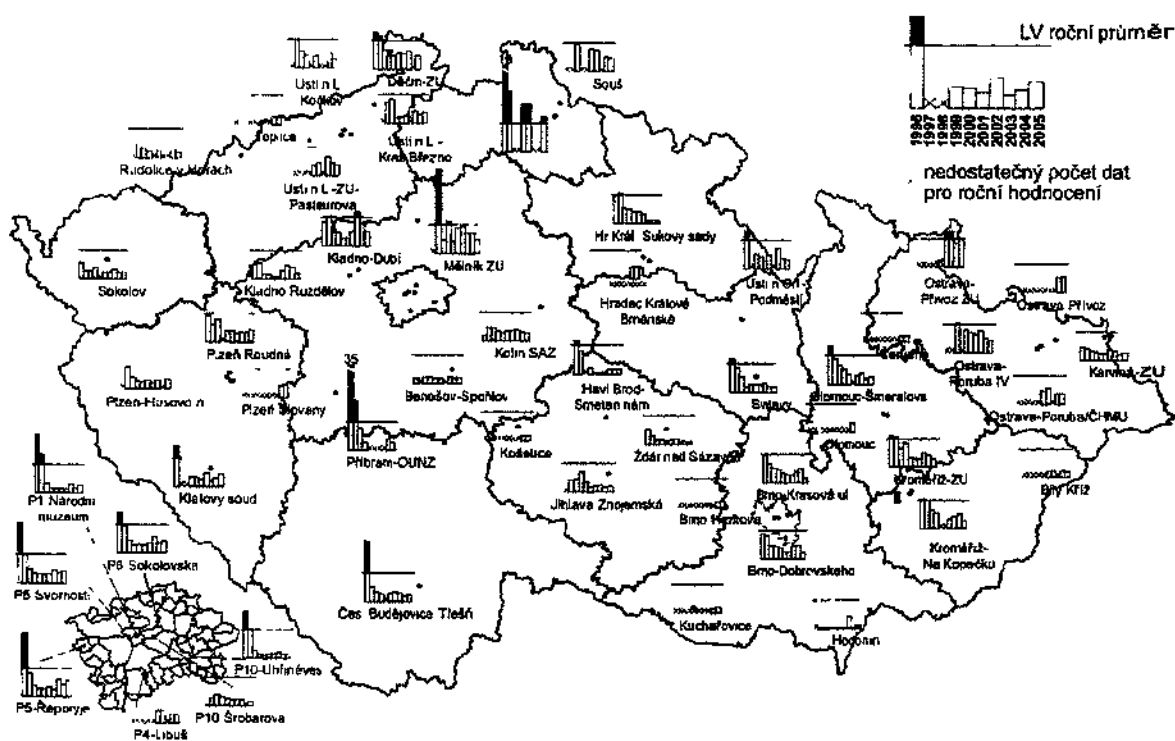 LV roční průměr
1996
1997
1998
1999
2000
2001
2002
2003
2004
2005
nedostatečný počet dat
pro roční hodnocení
Ústí n L
Kočkov
Děčín-ZÚ
Souš
Teplice
Ústí n L -
Krás Březno
Rudolice v Horách
Ústí n L -ZÚ-
Pasteurova
Hr Král Sukovy sady
Kladno-Dubí
Mělník ZÚ
Sokolov
Kladno Rozdělov
Hradec Králové
Brněnská
Ústí n Orl
Podměstí
Ostrava-
Přívoz ZÚ
Ostrava Přívoz
Plzeň Roudná
Kolín SAZ
Ostrava-
Poruba IV
Karviná-ZÚ
35
Plzeň Slovany
Benešov-Spořilov
Havl Brod-
Smetan nám
Svitavy
Olomouc-Šmeralova
Ostrava-Poruba/ČHMÚ
Příbram-OÚNZ
Košetice
Žďár nad Sázavou
Olomouc
P1 Národní
muzeum
Klatovy soud
Jihlava Znojemská
Brno-Krasová ul
Kroměříž-ZÚ
Bílý Kříž
P8 Sokolovská
Kroměříž-
Na Kopečku
P5 Svornosti
Brno-Dobrovského
Čes Budějovice Třešň
Kuchařovice
Hodonín
P10-Uhříněves
P5-Řeporyje
P10 Šrobárova
P4-Libuš